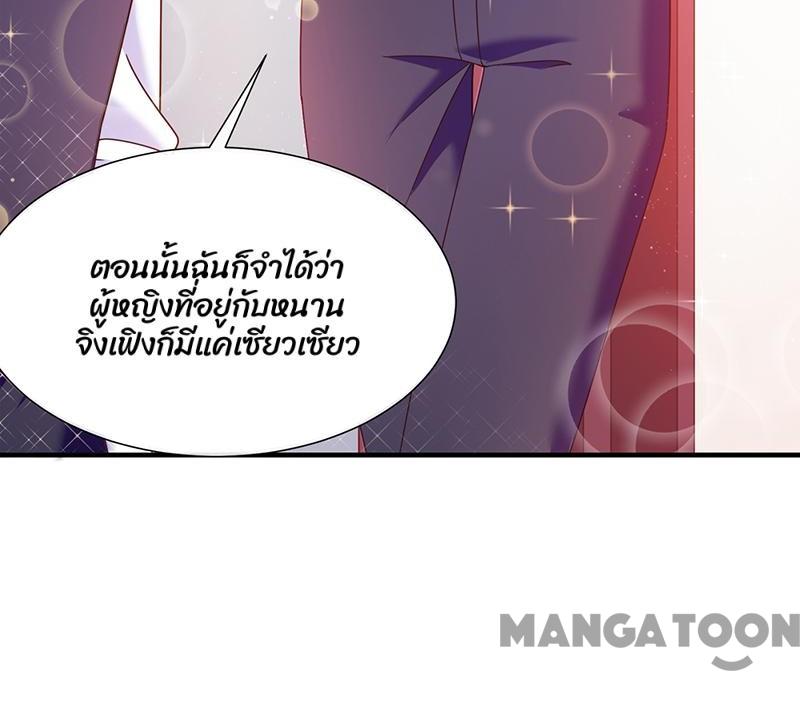 ตอนนั้นฉันก็จำได้ว่า
ผู้หญิงที่อยู่กับหนาน
จิงเฟิงก็มีแค่เซียวเซียว
MANGATOON